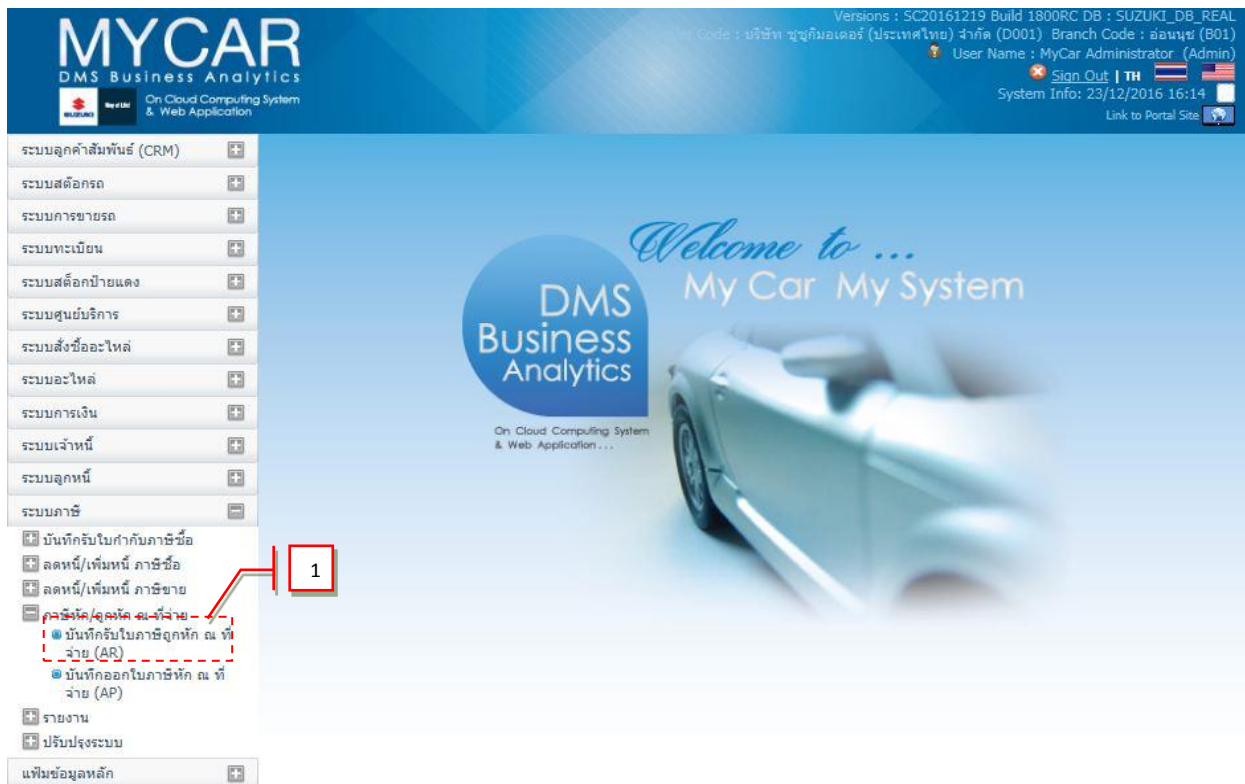 MYCAR
DMS Business Analytics
SUZUKI
Way of Life!
On Cloud Computing System
& Web Application
Versions : SC20161219 Build 1800RC DB : SUZUKI_DB_REAL
Code : บริษัท ซูซูกิมอเตอร์ (ประเทศไทย) จำกัด (D001) Branch Code : อ่อนนุช (B01)
User Name : MyCar Administrator (Admin)
Sign Out | TH
System Info: 23/12/2016 16:14
Link to Portal Site
ระบบลูกค้าสัมพันธ์ (CRM)
ระบบสต๊อกรถ
ระบบการขายรถ
ระบบทะเบียน
ระบบสต็อกป้ายแดง
ระบบศูนย์บริการ
ระบบสั่งซื้ออะไหล่
ระบบอะไหล่
ระบบการเงิน
ระบบเจ้าหนี้
ระบบลูกหนี้
ระบบภาษี
บันทึกรับใบกำกับภาษีซื้อ
ลดหนี้/เพิ่มหนี้ ภาษีซื้อ
ลดหนี้/เพิ่มหนี้ ภาษีขาย
ภาษีหัก/ถูกหัก ณ ที่จ่าย
บันทึกรับใบภาษีถูกหัก ณ ที่
จ่าย (AR)
บันทึกออกใบภาษีหัก ณ ที่
จ่าย (AP)
รายงาน
ปรับปรุงระบบ
แฟ้มข้อมูลหลัก
1
Welcome to ...
My Car My System
DMS
Business
Analytics
On Cloud Computing System
& Web Application...